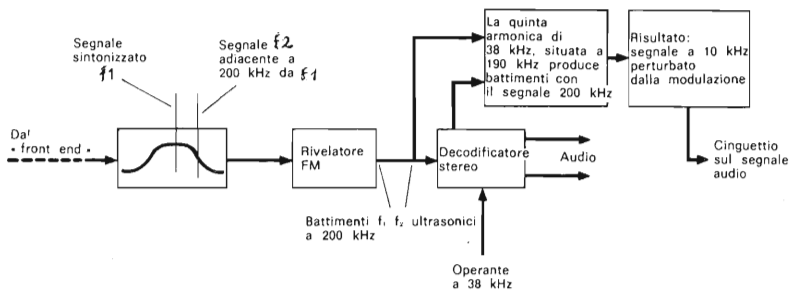 Segnale
sintonizzato
f1
Segnale f2
adiacente a
200 kHz da f1
La quinta
armonica di
38 kHz, situata a
190 kHz produce
battimenti con
il segnale 200 kHz
Risultato:
segnale a 10 kHz
perturbato
dalla modulazione
Dal
« front end »
Rivelatore
FM
Decodificatore
stereo
Audio
Cinguettio
sul segnale
audio
Battimenti f₁ f₂ ultrasonici
a 200 kHz
Operante
a 38 kHz